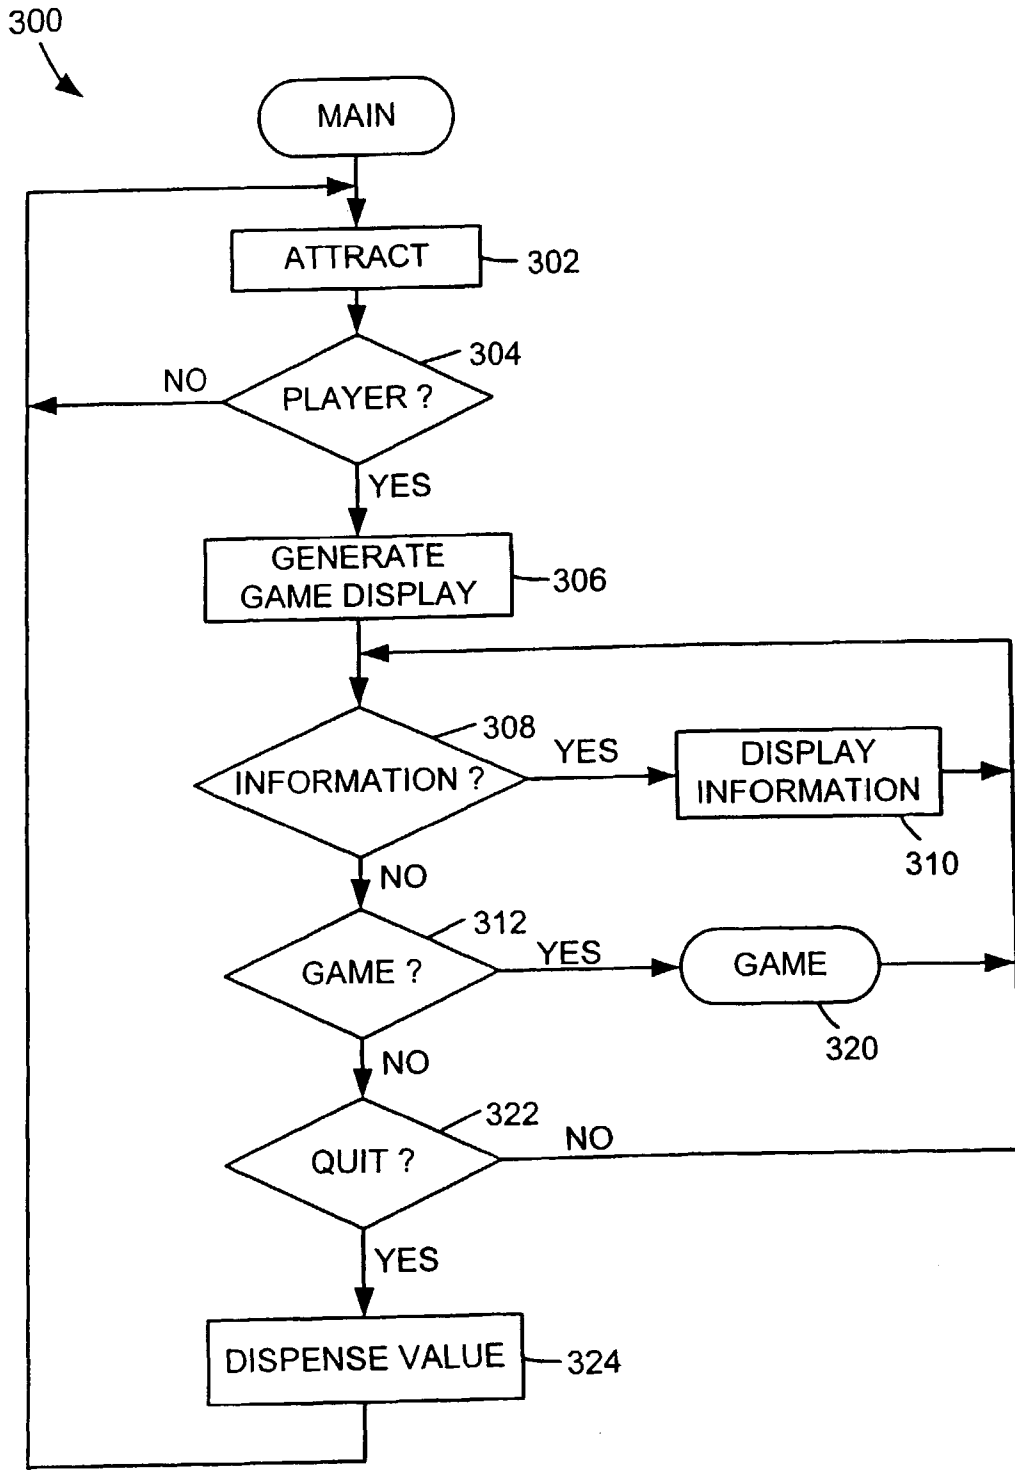 300
MAIN
ATTRACT
302
304
NO
PLAYER ?
YES
GENERATE
GAME DISPLAY
306
308
INFORMATION ?
YES
DISPLAY
INFORMATION
310
NO
312
GAME ?
YES
GAME
320
NO
322
QUIT ?
NO
YES
DISPENSE VALUE
324